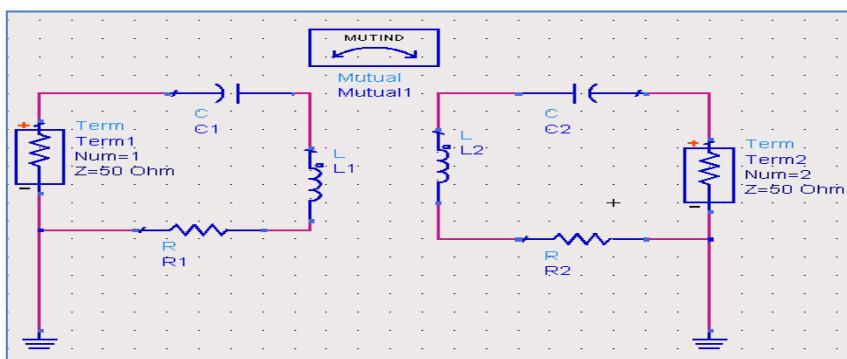 MUTIND
Mutual
Mutual1
C
C1
C
C2
+
Term
Term1
Num=1
Z=50 Ohm
-
L
L1
L
L2
+
Term
Term2
Num=2
Z=50 Ohm
-
R
R1
R
R2